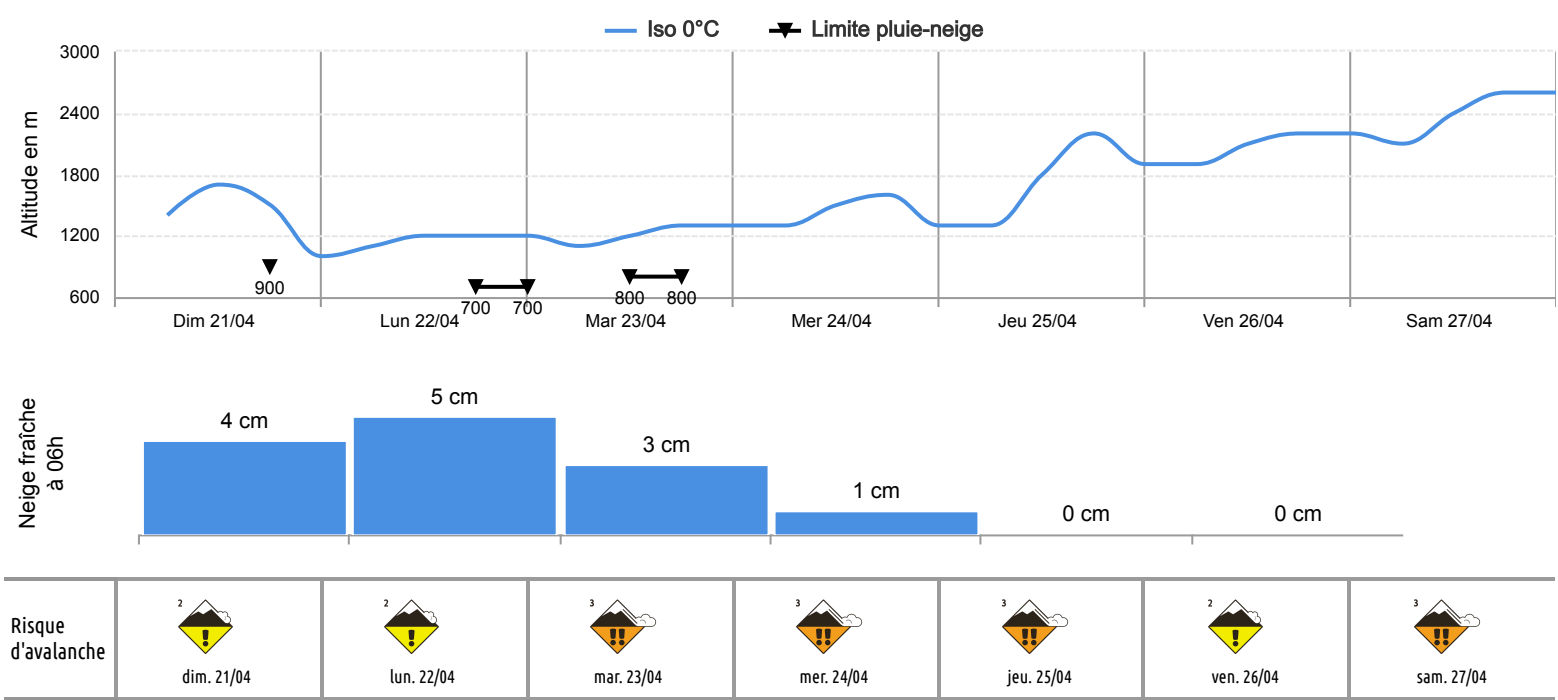 Iso 0°C Limite pluie-neige
Altitude en m
3000
2400
1800
1200
600
900
700 700
800 800
Dim 21/04 Lun 22/04 Mar 23/04 Mer 24/04 Jeu 25/04 Ven 26/04 Sam 27/04
Neige fraîche
à 06h
4 cm 5 cm 3 cm 1 cm 0 cm 0 cm
Risque
d'avalanche
2 2 3 3 3 2 3
dim. 21/04 lun. 22/04 mar. 23/04 mer. 24/04 jeu. 25/04 ven. 26/04 sam. 27/04